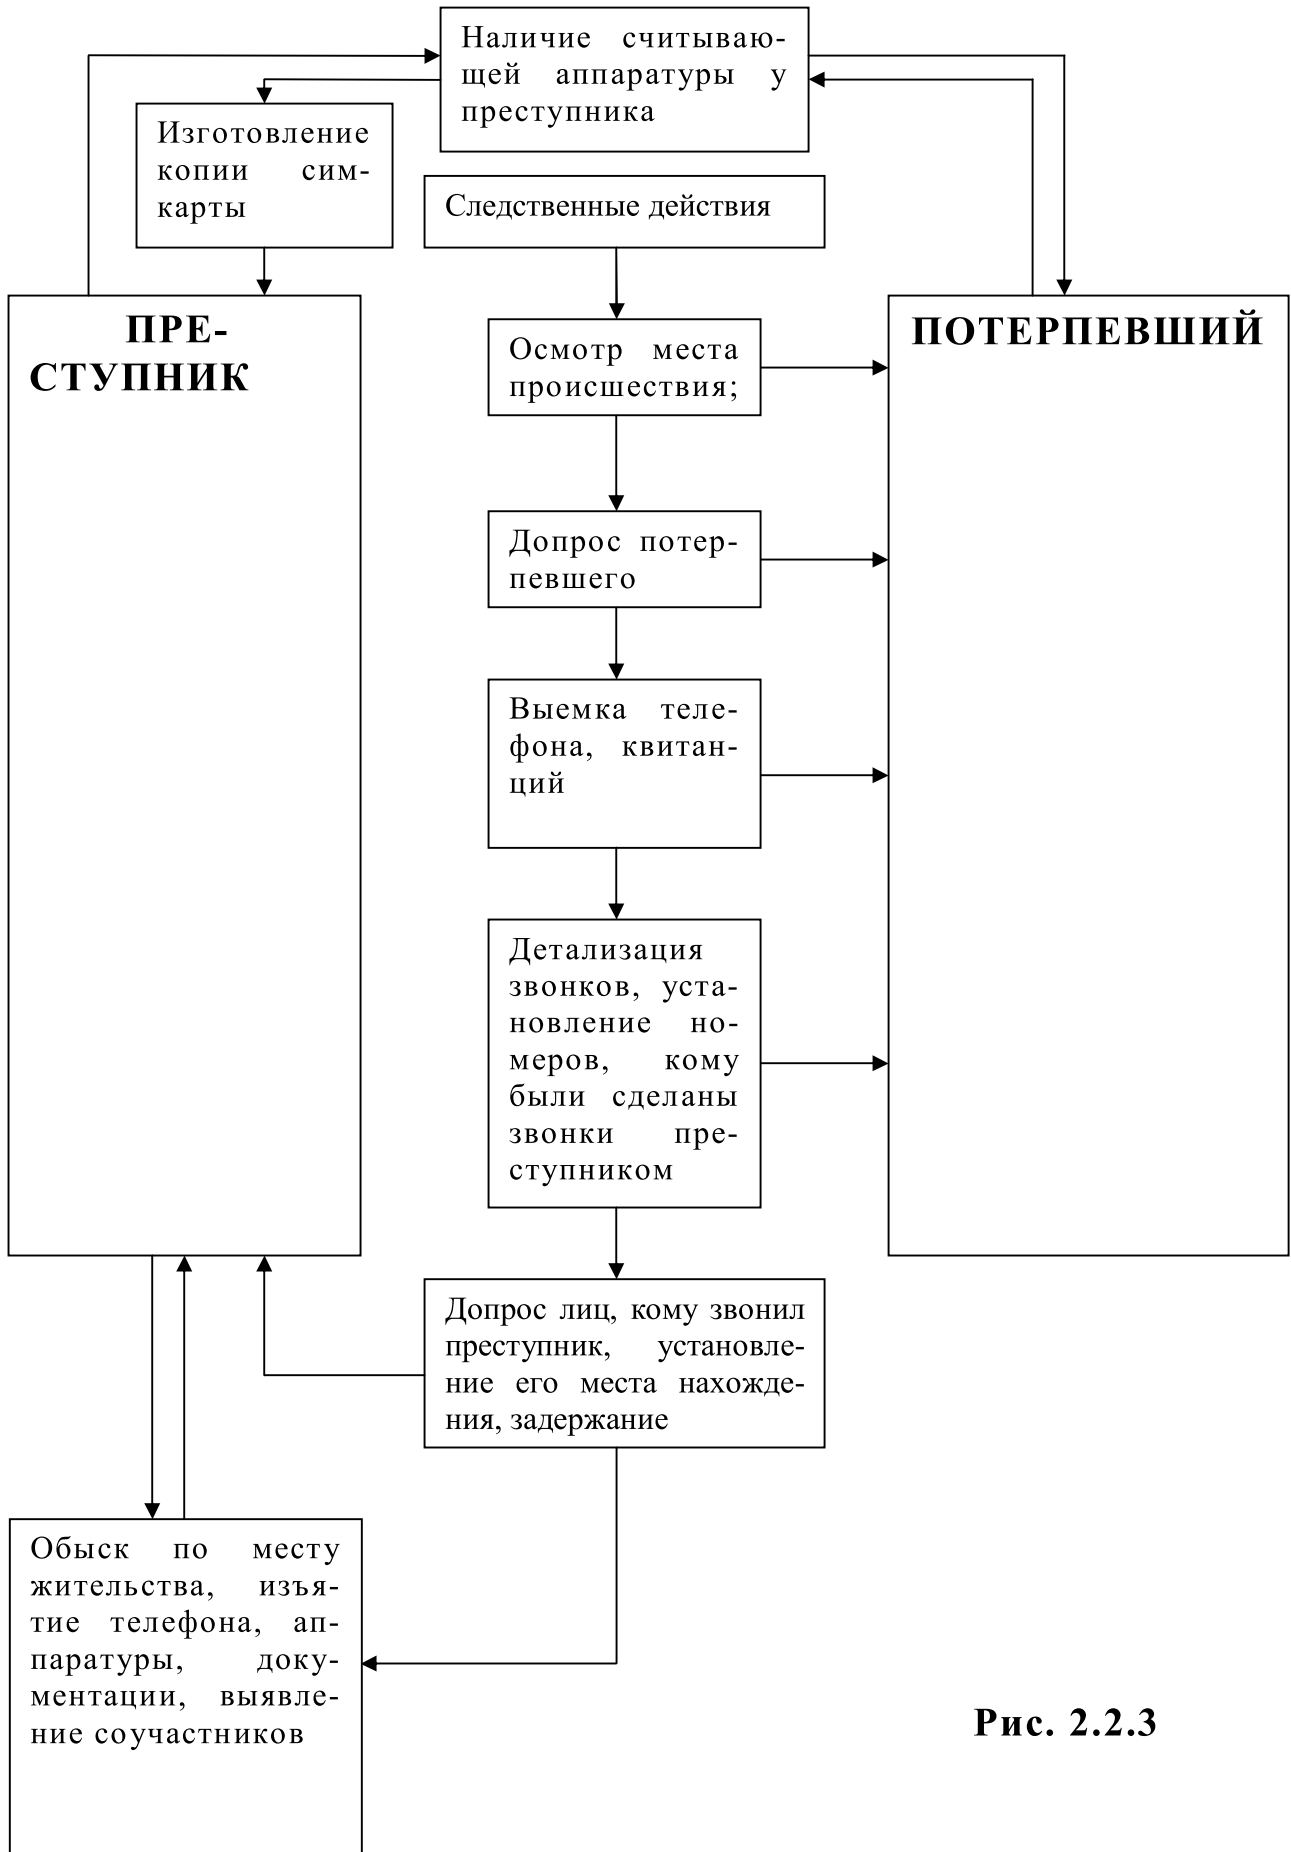 Наличие считываю-
щей аппаратуры у
преступника
Изготовление
копии сим-
карты
Следственные действия
ПРЕ-
СТУПНИК
ПОТЕРПЕВШИЙ
Осмотр места
происшествия;
Допрос потер-
певшего
Выемка теле-
фона, квитан-
ций
Детализация
звонков, уста-
новление но-
меров, кому
были сделаны
звонки пре-
ступником
Допрос лиц, кому звонил
преступник, установле-
ние его места нахожде-
ния, задержание
Обыск по месту
жительства, изъя-
тие телефона, ап-
паратуры, доку-
ментации, выявле-
ние соучастников
Рис. 2.2.3